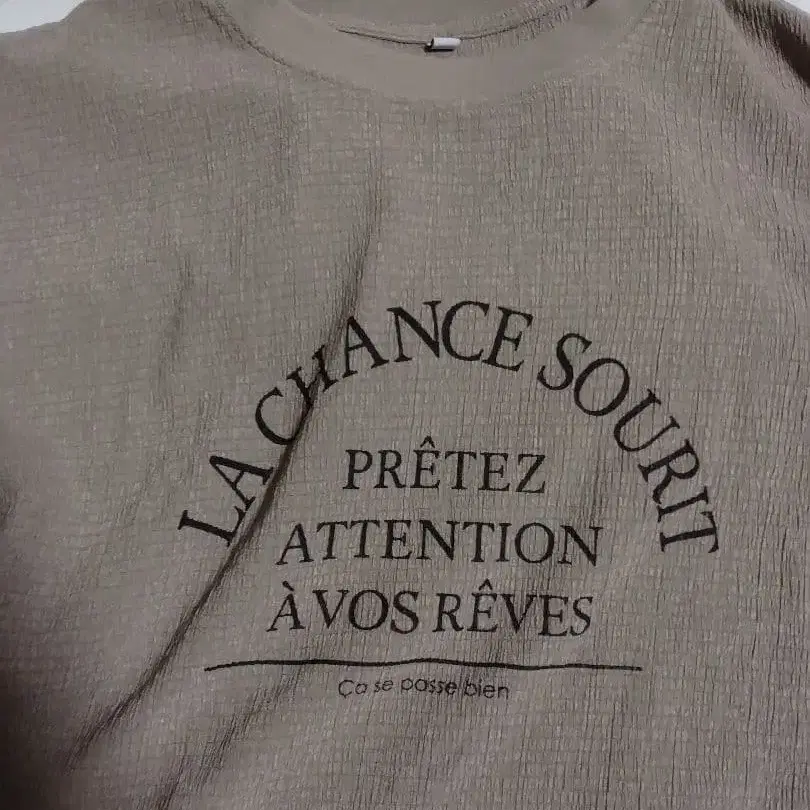 LA CHANCE SOURIT
PRÊTEZ
ATTENTION
À VOS RÊVES
Ça se passe bien